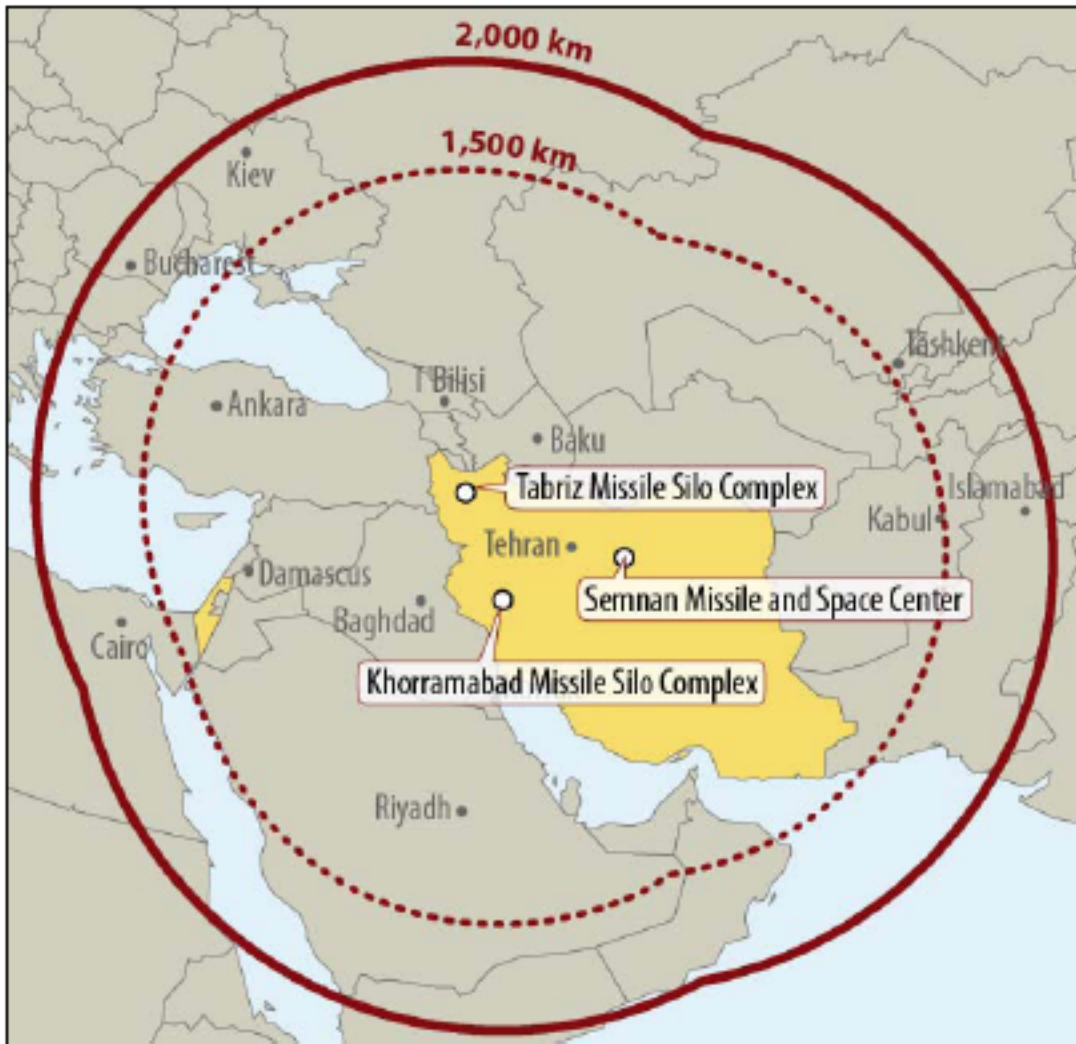 2,000 km
1,500 km
Kiev
Bucharest
Tashkent
T'Bilisi
Ankara
Baku
Tabriz Missile Silo Complex
Islamabad
Kabul
Tehran
Damascus
Semnan Missile and Space Center
Baghdad
Cairo
Khorramabad Missile Silo Complex
Riyadh